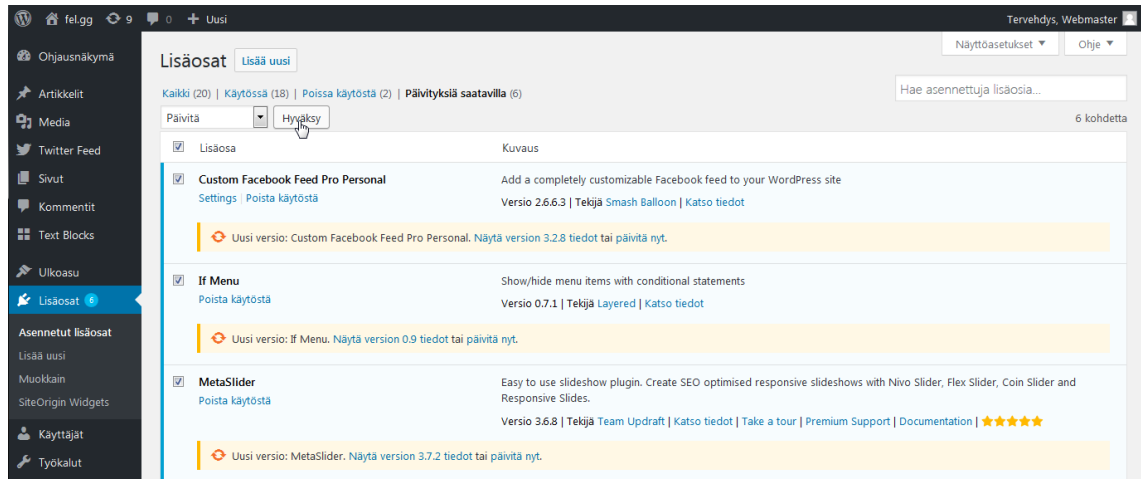 fel.gg 9 0 + Uusi Tervehdys, Webmaster
Näyttöasetukset ▼ Ohje ▼
Ohjausnäkymä
Artikkelit
Media
Twitter Feed
Sivut
Kommentit
Text Blocks
Ulkoasu
Lisäosat 6
Asennetut lisäosat
Lisää uusi
Muokkain
SiteOrigin Widgets
Käyttäjät
Työkalut
Lisäosat Lisää uusi
Kaikki (20) | Käytössä (18) | Poissa käytöstä (2) | Päivityksiä saatavilla (6)
Hae asennettuja lisäosia...
Päivitä Hyväksy 6 kohdetta
Lisäosa Kuvaus
Custom Facebook Feed Pro Personal
Settings | Poista käytöstä
Add a completely customizable Facebook feed to your WordPress site
Versio 2.6.6.3 | Tekijä Smash Balloon | Katso tiedot
Uusi versio: Custom Facebook Feed Pro Personal. Näytä version 3.2.8 tiedot tai päivitä nyt.
If Menu
Poista käytöstä
Show/hide menu items with conditional statements
Versio 0.7.1 | Tekijä Layered | Katso tiedot
Uusi versio: If Menu. Näytä version 0.9 tiedot tai päivitä nyt.
MetaSlider
Poista käytöstä
Easy to use slideshow plugin. Create SEO optimised responsive slideshows with Nivo Slider, Flex Slider, Coin Slider and
Responsive Slides.
Versio 3.6.8 | Tekijä Team Updraft | Katso tiedot | Take a tour | Premium Support | Documentation | ★★★★★
Uusi versio: MetaSlider. Näytä version 3.7.2 tiedot tai päivitä nyt.